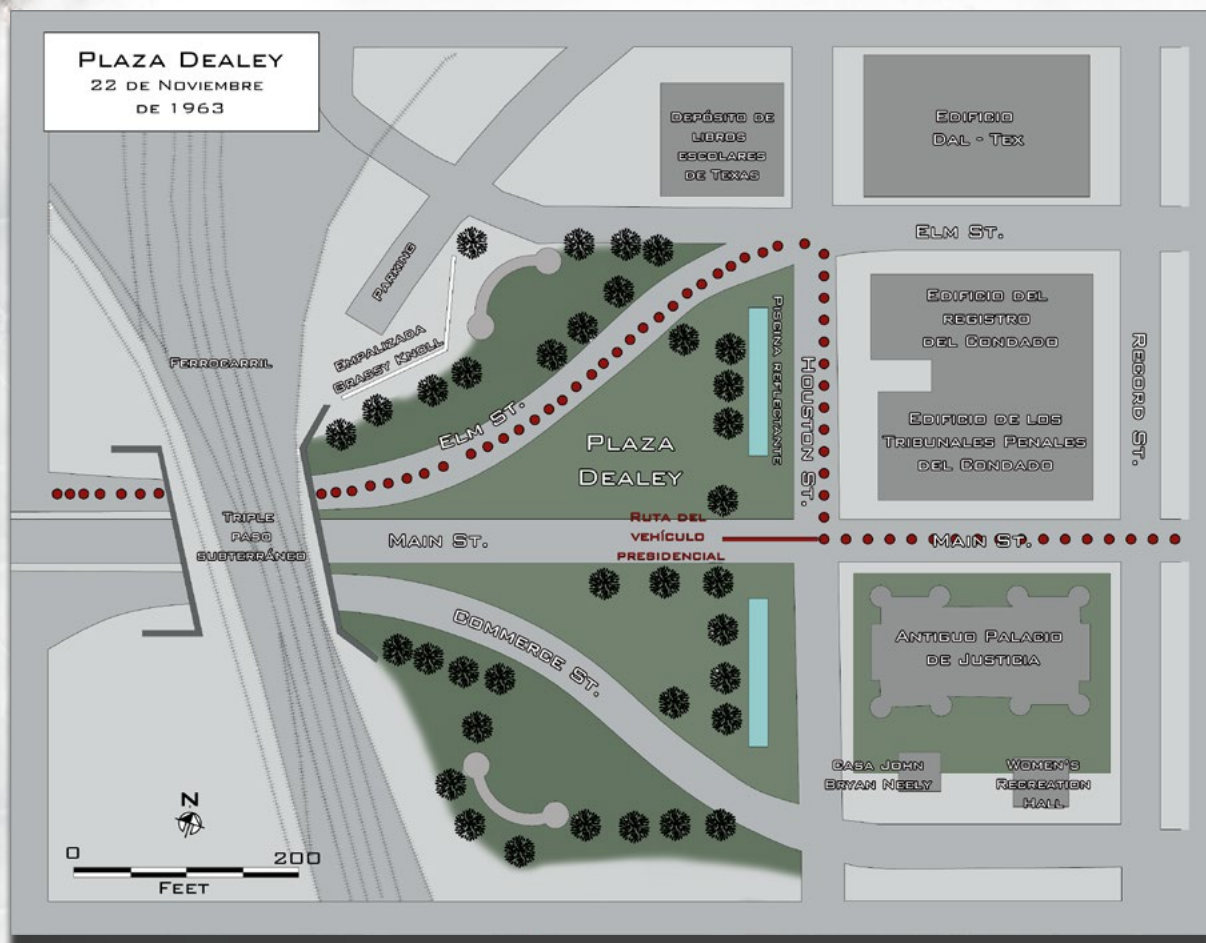 Plaza Dealey
22 de Noviembre
de 1963
Depósito de
libros
escolares
de Texas
Edificio
Dal - Tex
Elm St.
Parking
Empalizada
Grassy Knoll
Ferrocarril
Piscina reflectante
Houston St.
Edificio del
registro
del Condado
Record St.
Edificio de los
Tribunales Penales
del Condado
Elm St.
Plaza
Dealey
Triple
paso
subterráneo
Main St.
Ruta del
vehículo
presidencial
Main St.
Commerce St.
Antiguo Palacio
de Justicia
Casa John
Bryan Neely
Women's
Recreation
Hall
N
0 200
Feet